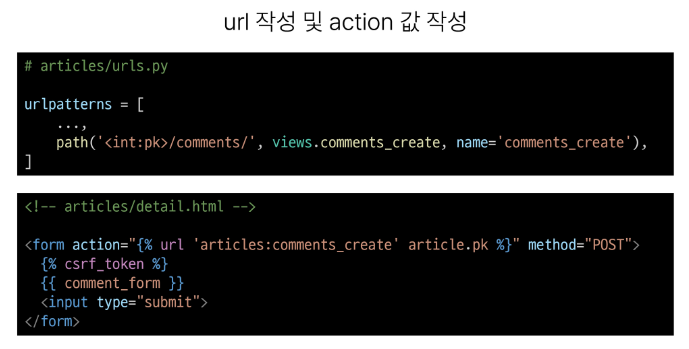 url 작성 및 action 값 작성
# articles/urls.py
urlpatterns = [
    ...,
    path('<int:pk>/comments/', views.comments_create, name='comments_create'),
]
<!-- articles/detail.html -->
<form action="{% url 'articles:comments_create' article.pk %}" method="POST">
  {% csrf_token %}
  {{ comment_form }}
  <input type="submit">
</form>